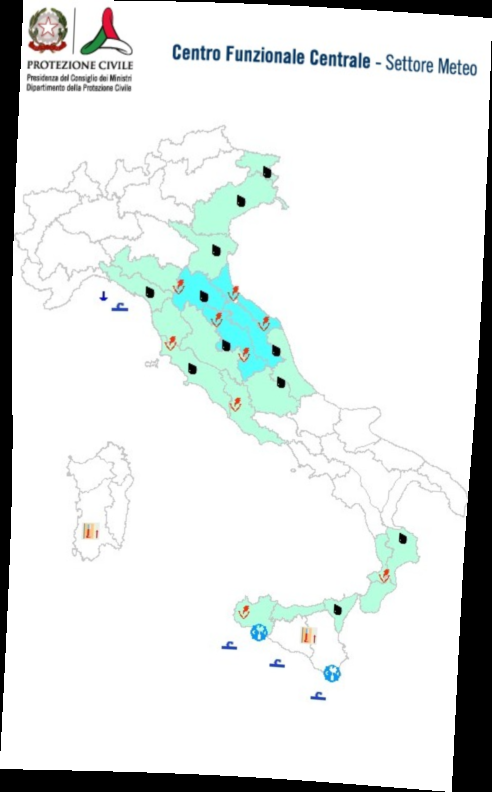 Centro Funzionale Centrale - Settore Meteo
PROTEZIONE CIVILE
Presidenza del Consiglio dei Ministri
Dipartimento della Protezione Civile